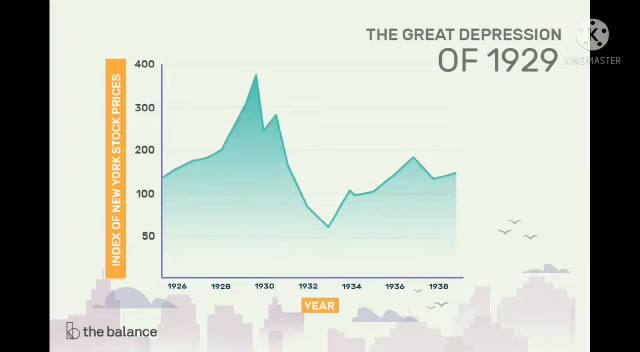 THE GREAT DEPRESSION
OF 1929
K
KINEMASTER
INDEX OF NEW YORK STOCK PRICES
400
300
200
100
50
1926 1928 1930 1932 1934 1936 1938
YEAR
the balance